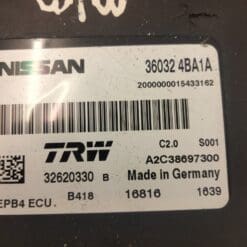 NISSAN 36032 4BA1A
2000000015433162
C2.0 S001
TRW A2C38697300
32620330 B Made in Germany
EPB4 ECU. B418 16816 1639